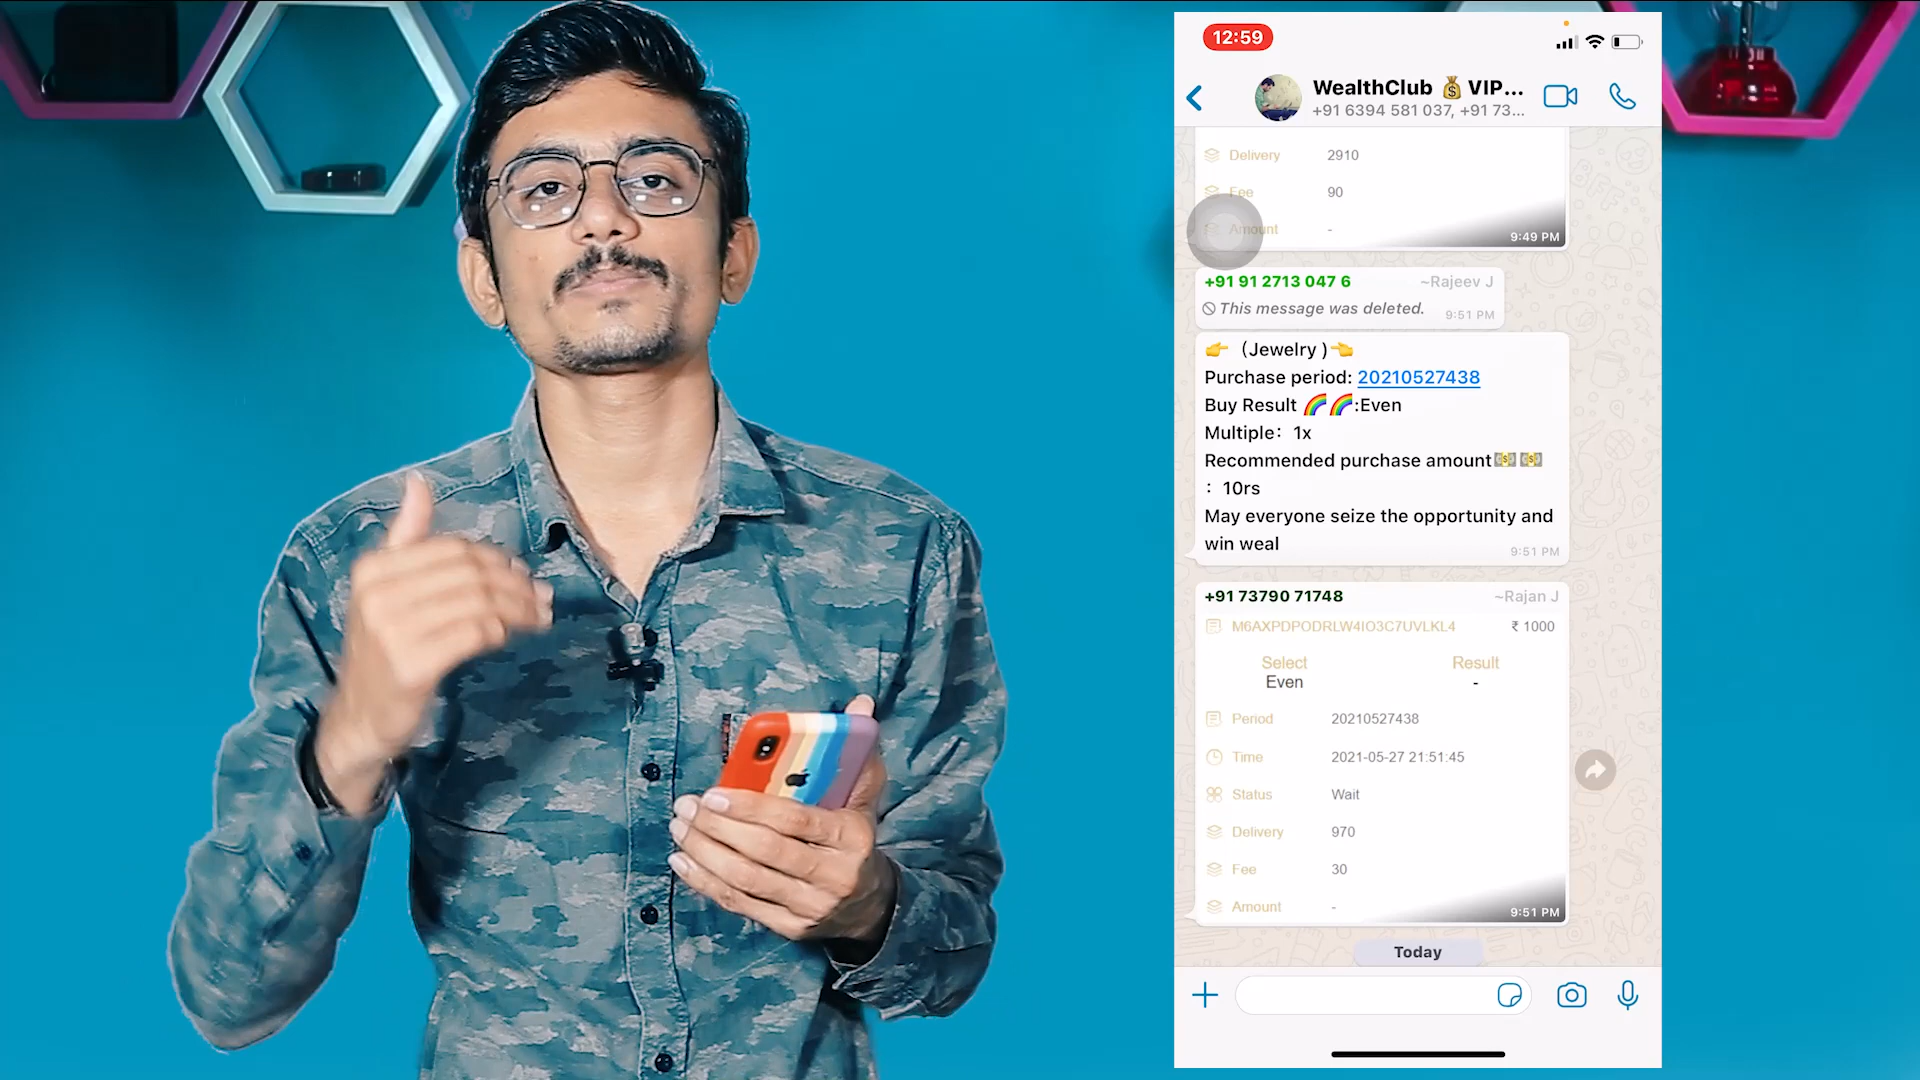 12:59
WealthClub 💰 VIP...
+91 6394 581 037, +91 73...
Delivery 2910
Fee 90
Amount -
9:49 PM
+91 91 2713 047 6 ~Rajeev J
This message was deleted. 9:51 PM
👉 (Jewelry )👈
Purchase period: 20210527438
Buy Result 🌈🌈:Even
Multiple: 1x
Recommended purchase amount💵💵
: 10rs
May everyone seize the opportunity and
win weal 9:51 PM
+91 73790 71748 ~Rajan J
M6AXPDPODRLW4IO3C7UVLKL4 ₹ 1000
Select Result
Even -
Period 20210527438
Time 2021-05-27 21:51:45
Status Wait
Delivery 970
Fee 30
Amount -
9:51 PM
Today